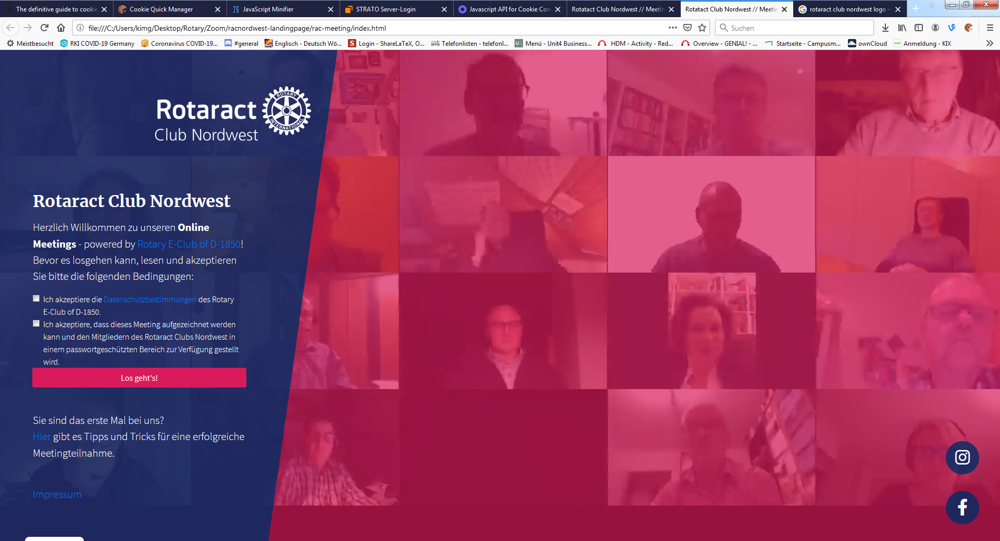 The definitive guide to cookie
Cookie Quick Manager
JavaScript Minifier
STRATO Server-Login
Javascript API for Cookie Con
Rotatact Club Nordwest // Meetin
Rotatact Club Nordwest // Meetin
rotaract club nordwest logo -
file:///C:/Users/kimg/Desktop/Rotary/Zoom/racnordwest-landingpage/rac-meeting/index.html
Suchen
Meistbesucht
RKI COVID-19 Germany
Coronavirus COVID-19...
#general
Englisch - Deutsch Wö...
Login - ShareLaTeX, O...
Telefonlisten - telefonl...
Menü - Unit4 Business...
HDM - Activity - Red...
Overview - GENIAL! - ...
Startseite - Campusm...
ownCloud
Anmeldung - KIX
Rotaract
Club Nordwest
ROTARY
INTERNATIONAL
Rotaract Club Nordwest
Herzlich Willkommen zu unseren Online
Meetings - powered by Rotary E-Club of D-1850!
Bevor es losgehen kann, lesen und akzeptieren
Sie bitte die folgenden Bedingungen:
Ich akzeptiere die Datenschutzbestimmungen des Rotary
E-Club of D-1850.
Ich akzeptiere, dass dieses Meeting aufgezeichnet werden
kann und den Mitgliedern des Rotaract Clubs Nordwest in
einem passwortgeschützten Bereich zur Verfügung gestellt
wird.
Los geht's!
Sie sind das erste Mal bei uns?
Hier gibt es Tipps und Tricks für eine erfolgreiche
Meetingteilnahme.
Impressum